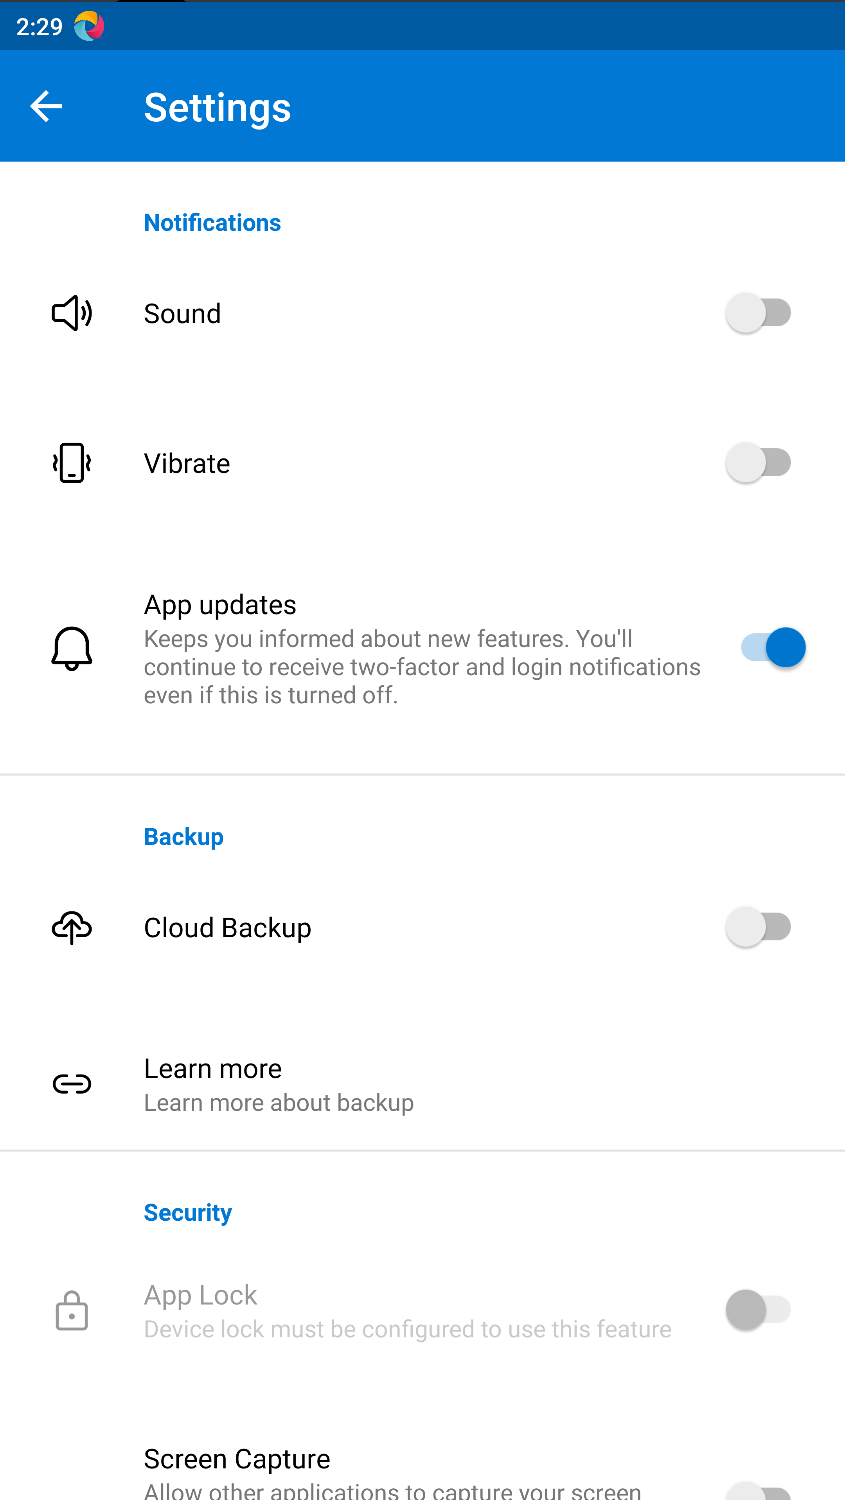 2:29
Settings
Notifications
Sound
Vibrate
App updates
Keeps you informed about new features. You'll
continue to receive two-factor and login notifications
even if this is turned off.
Backup
Cloud Backup
Learn more
Learn more about backup
Security
App Lock
Device lock must be configured to use this feature
Screen Capture
Allow other applications to capture your screen